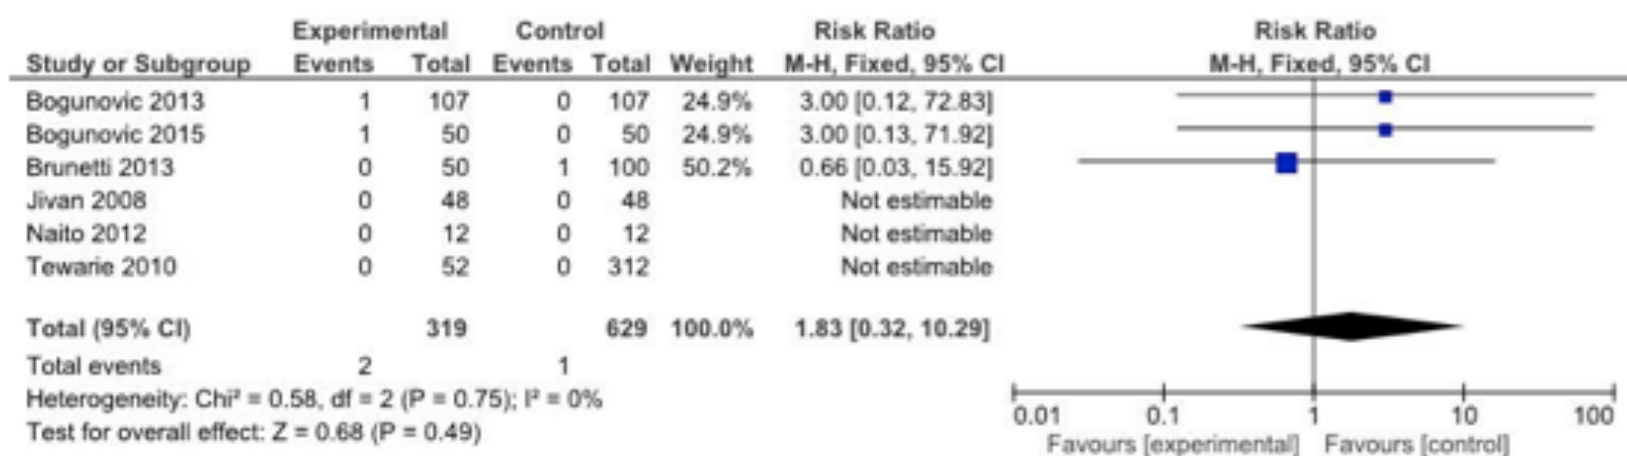 Experimental Control Risk Ratio Risk Ratio
Study or Subgroup Events Total Events Total Weight M-H, Fixed, 95% CI M-H, Fixed, 95% CI
Bogunovic 2013 1 107 0 107 24.9% 3.00 [0.12, 72.83]
Bogunovic 2015 1 50 0 50 24.9% 3.00 [0.13, 71.92]
Brunetti 2013 0 50 1 100 50.2% 0.66 [0.03, 15.92]
Jivan 2008 0 48 0 48 Not estimable
Naito 2012 0 12 0 12 Not estimable
Tewarie 2010 0 52 0 312 Not estimable
Total (95% CI) 319 629 100.0% 1.83 [0.32, 10.29]
Total events 2 1
Heterogeneity: Chi² = 0.58, df = 2 (P = 0.75); I² = 0%
Test for overall effect: Z = 0.68 (P = 0.49)
0.01 0.1 1 10 100
Favours [experimental] Favours [control]